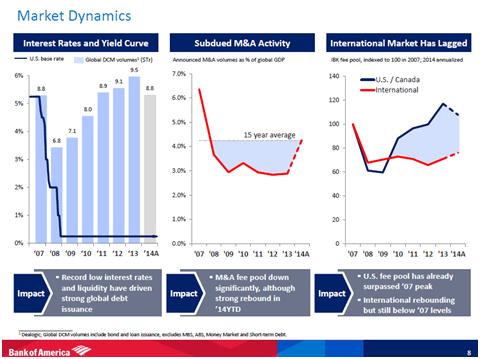 Market Dynamics
Interest Rates and Yield Curve
Subdued M&A Activity
International Market Has Lagged
U.S. base rate
Global DCM volumes¹ ($Tr)
8.8
6.8
7.1
8.0
8.9
9.1
9.5
8.8
6%
5%
4%
3%
2%
1%
0%
'07 '08 '09 '10 '11 '12 '13 '14A
Announced M&A volumes as % of global GDP
7.0%
6.0%
5.0%
4.0%
3.0%
2.0%
1.0%
0.0%
15 year average
'07 '08 '09 '10 '11 '12 '13 '14A
IBK fee pool, indexed to 100 in 2007; 2014 annualized
140
120
100
80
60
40
20
0
U.S. / Canada
International
'07 '08 '09 '10 '11 '12 '13 '14A
Impact
• Record low interest rates
and liquidity have driven
strong global debt
issuance
Impact
• M&A fee pool down
significantly, although
strong rebound in
'14YTD
Impact
• U.S. fee pool has already
surpassed '07 peak
• International rebounding
but still below '07 levels
¹ Dealogic, Global DCM volumes include bond and loan issuance, excludes MBS, ABS, Money Market and Short-term Debt.
Bank of America
8